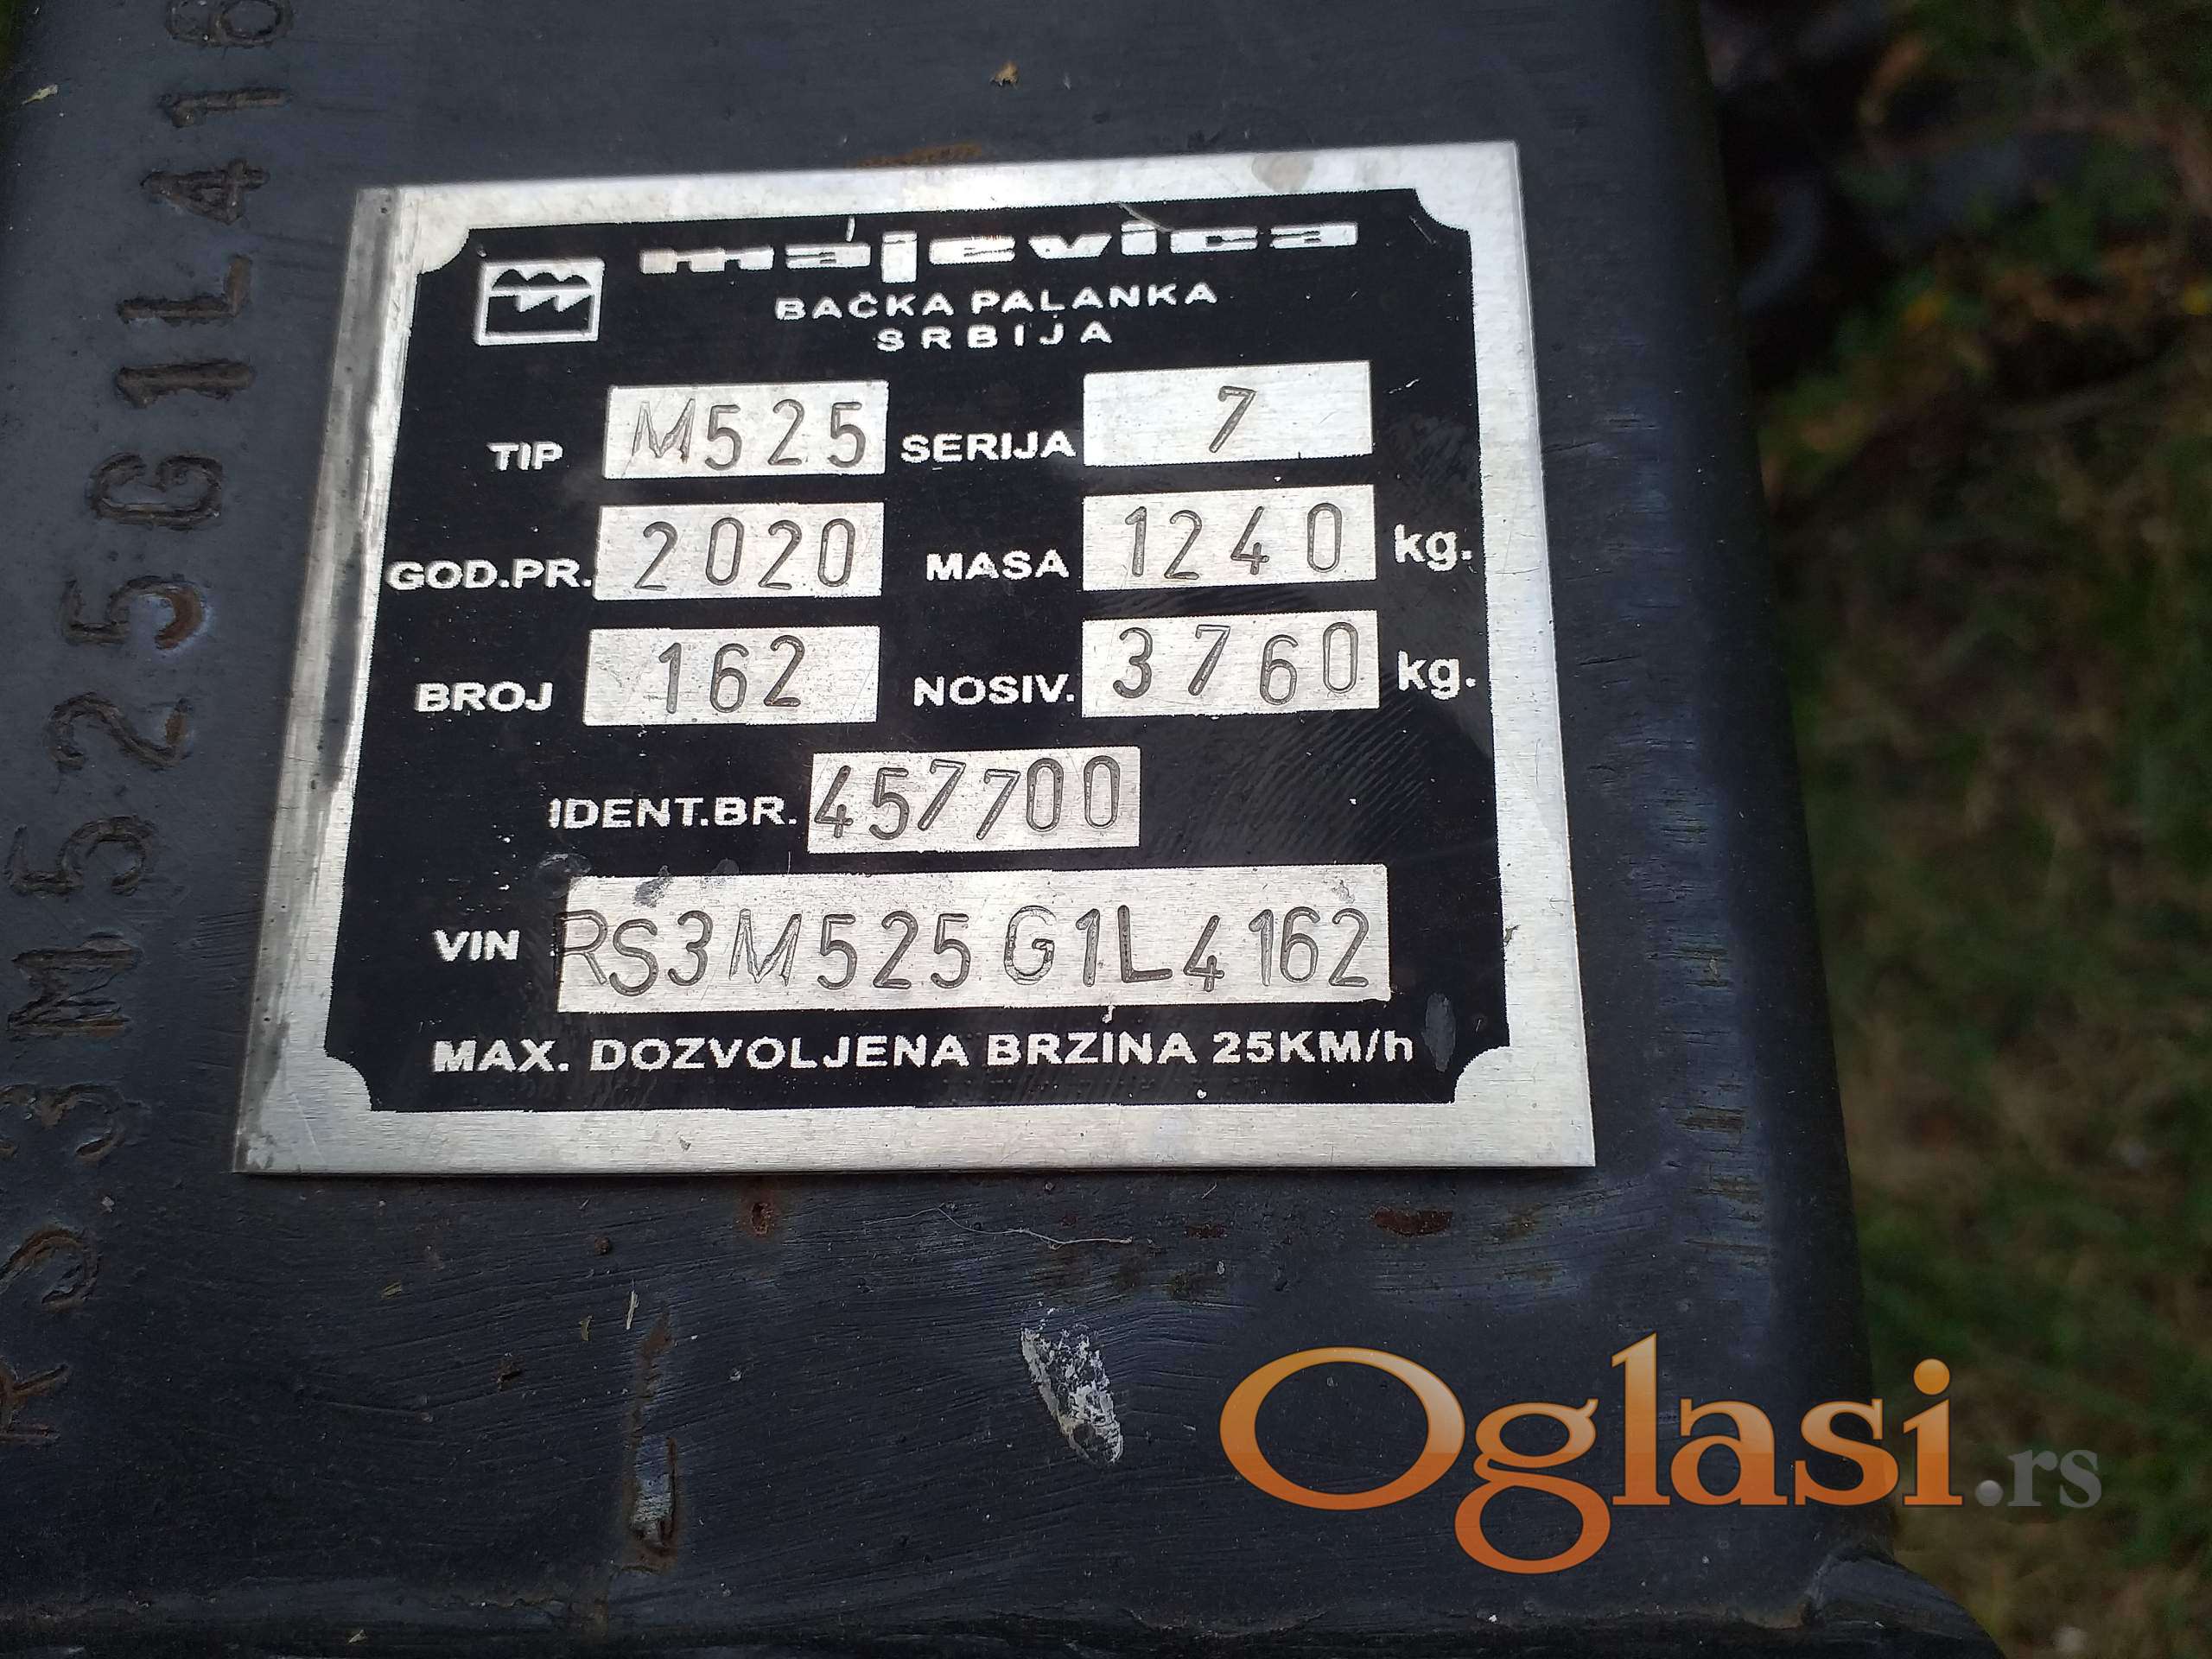 majevica
BAČKA PALANKA
SRBIJA
TIP M525 SERIJA 7
GOD.PR. 2020 MASA 1240 kg.
BROJ 162 NOSIV. 3760 kg.
IDENT.BR. 457700
VIN RS3M525G1L4162
MAX. DOZVOLJENA BRZINA 25KM/h
RS3M525G1L416
Oglasi.rs